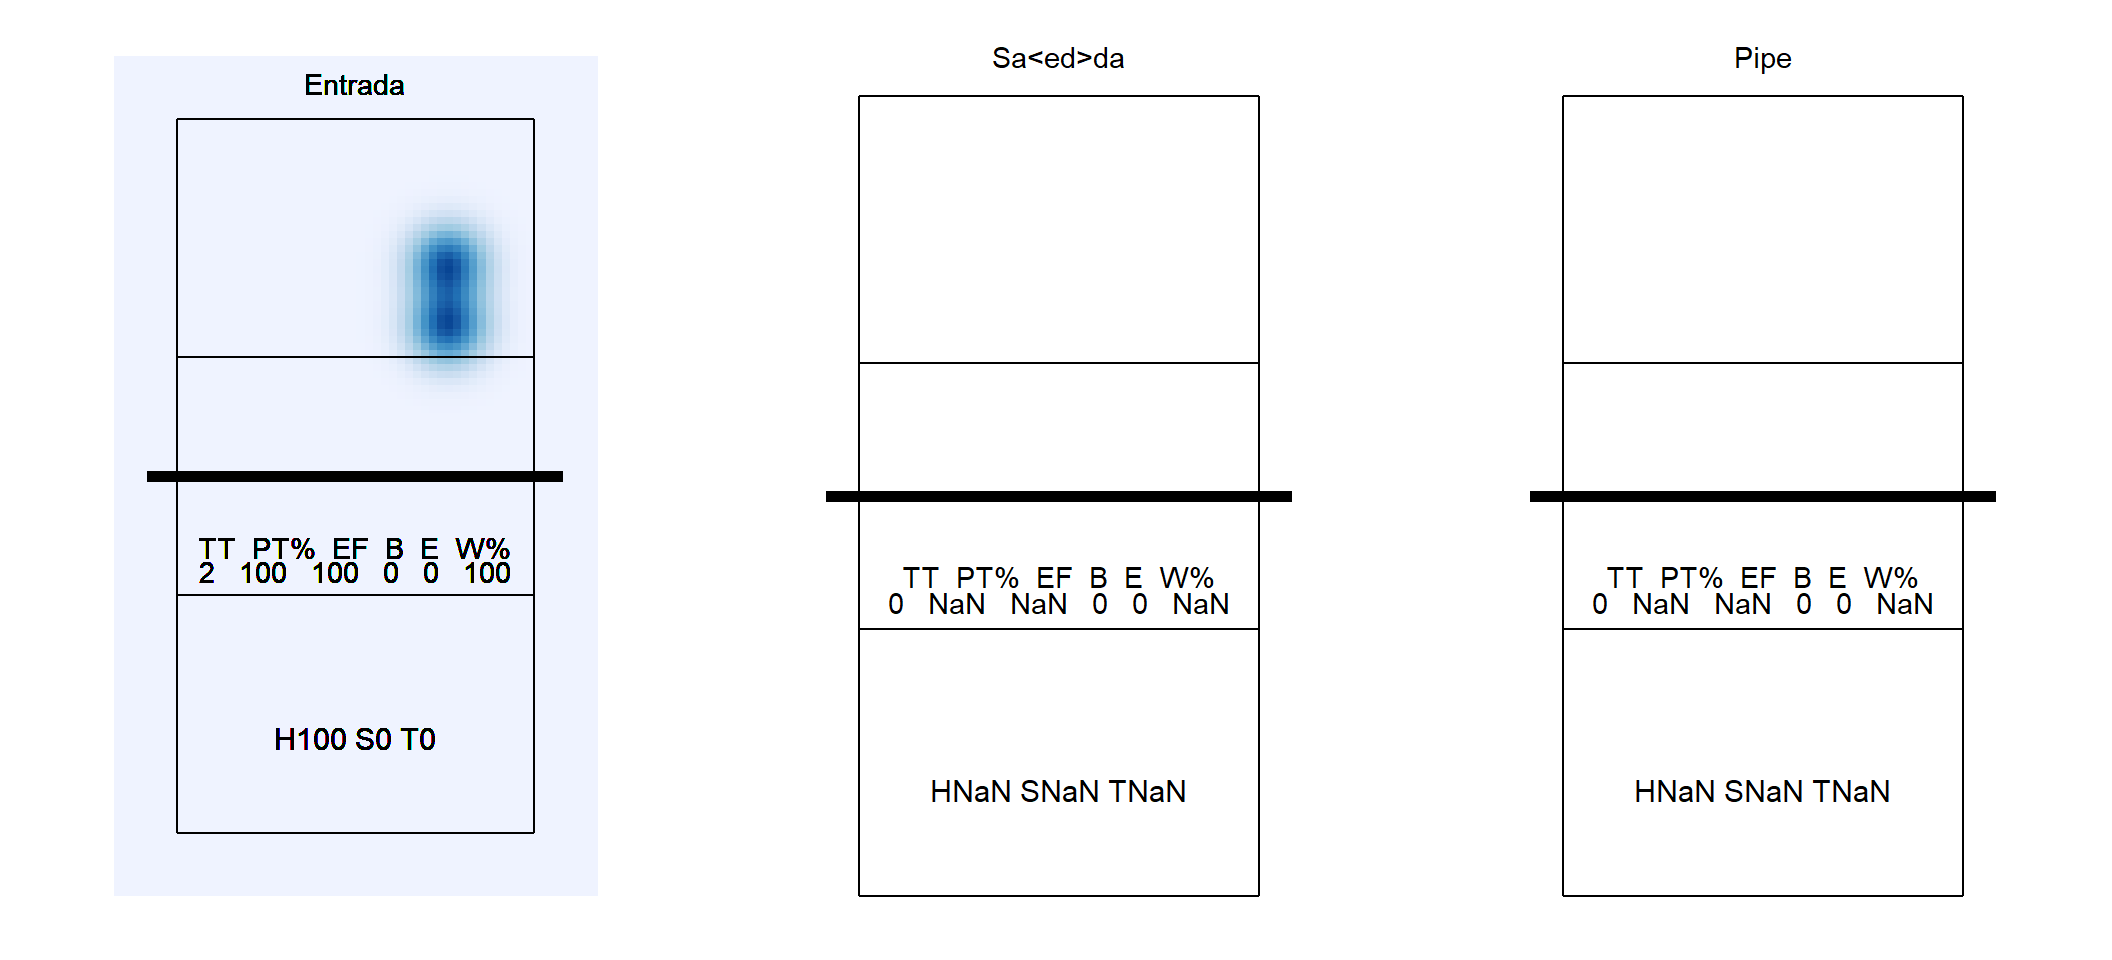 Entrada
TT PT% EF B E W%
2 100 100 0 0 100
H100 S0 T0
Sa<ed>da
TT PT% EF B E W%
0 NaN NaN 0 0 NaN
HNaN SNaN TNaN
Pipe
TT PT% EF B E W%
0 NaN NaN 0 0 NaN
HNaN SNaN TNaN